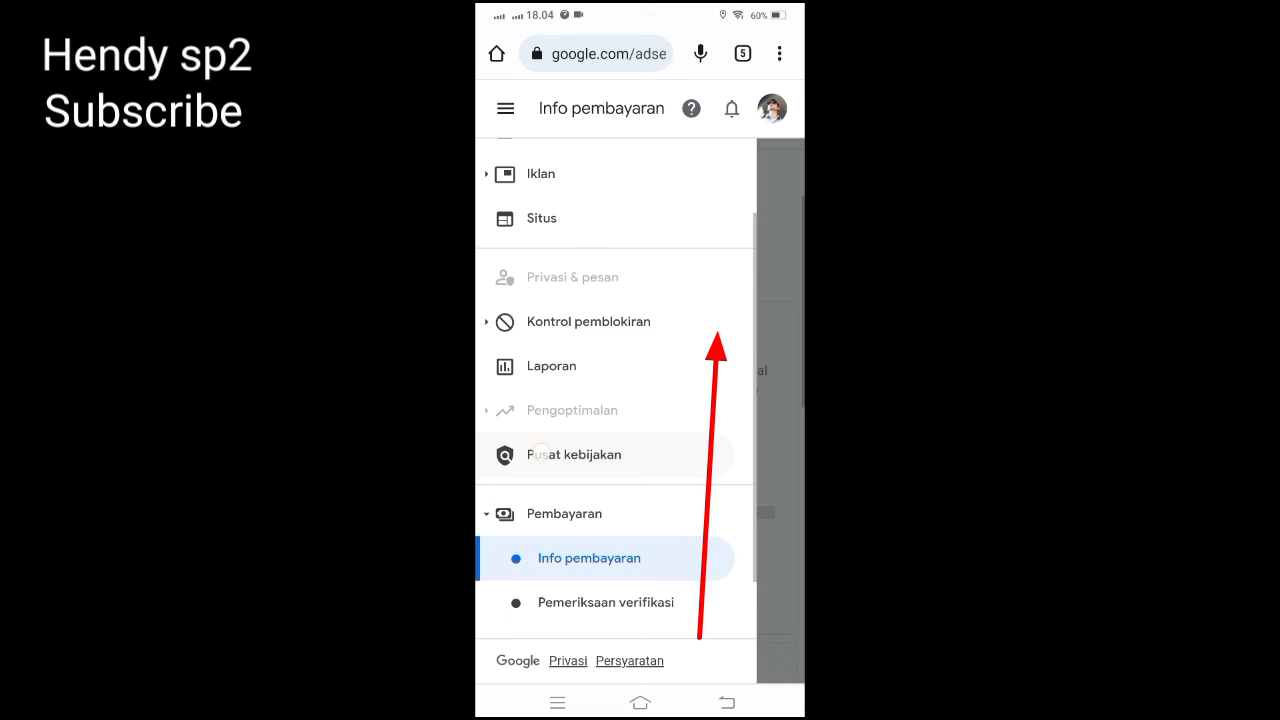 Hendy sp2
Subscribe
18.04
60%
google.com/adse
5
Info pembayaran
Iklan
Situs
Privasi & pesan
Kontrol pemblokiran
Laporan
al
Pengoptimalan
Pusat kebijakan
Pembayaran
Info pembayaran
Pemeriksaan verifikasi
Google Privasi Persyaratan